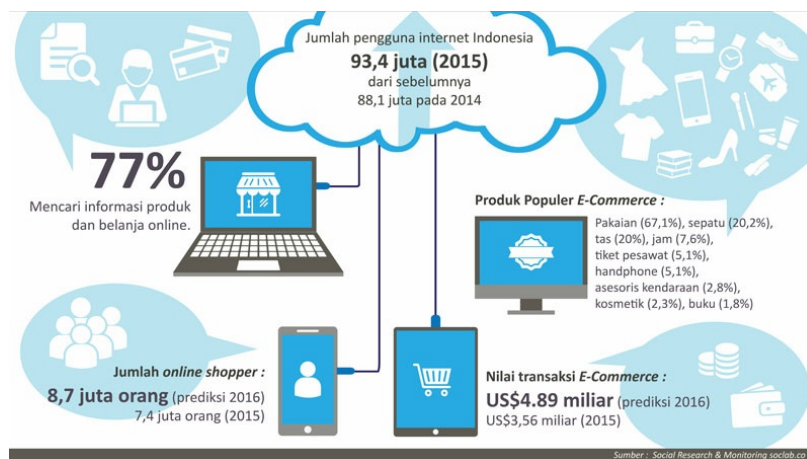 Jumlah pengguna internet Indonesia
93,4 juta (2015)
dari sebelumnya
88,1 juta pada 2014
77%
Mencari informasi produk
dan belanja online.
Produk Populer E-Commerce :
Pakaian (67,1%), sepatu (20,2%),
tas (20%), jam (7,6%),
tiket pesawat (5,1%),
handphone (5,1%),
asesoris kendaraan (2,8%),
kosmetik (2,3%), buku (1,8%)
Jumlah online shopper :
8,7 juta orang (prediksi 2016)
7,4 juta orang (2015)
Nilai transaksi E-Commerce :
US$4.89 miliar (prediksi 2016)
US$3,56 miliar (2015)
Sumber : Social Research & Monitoring soclab.co